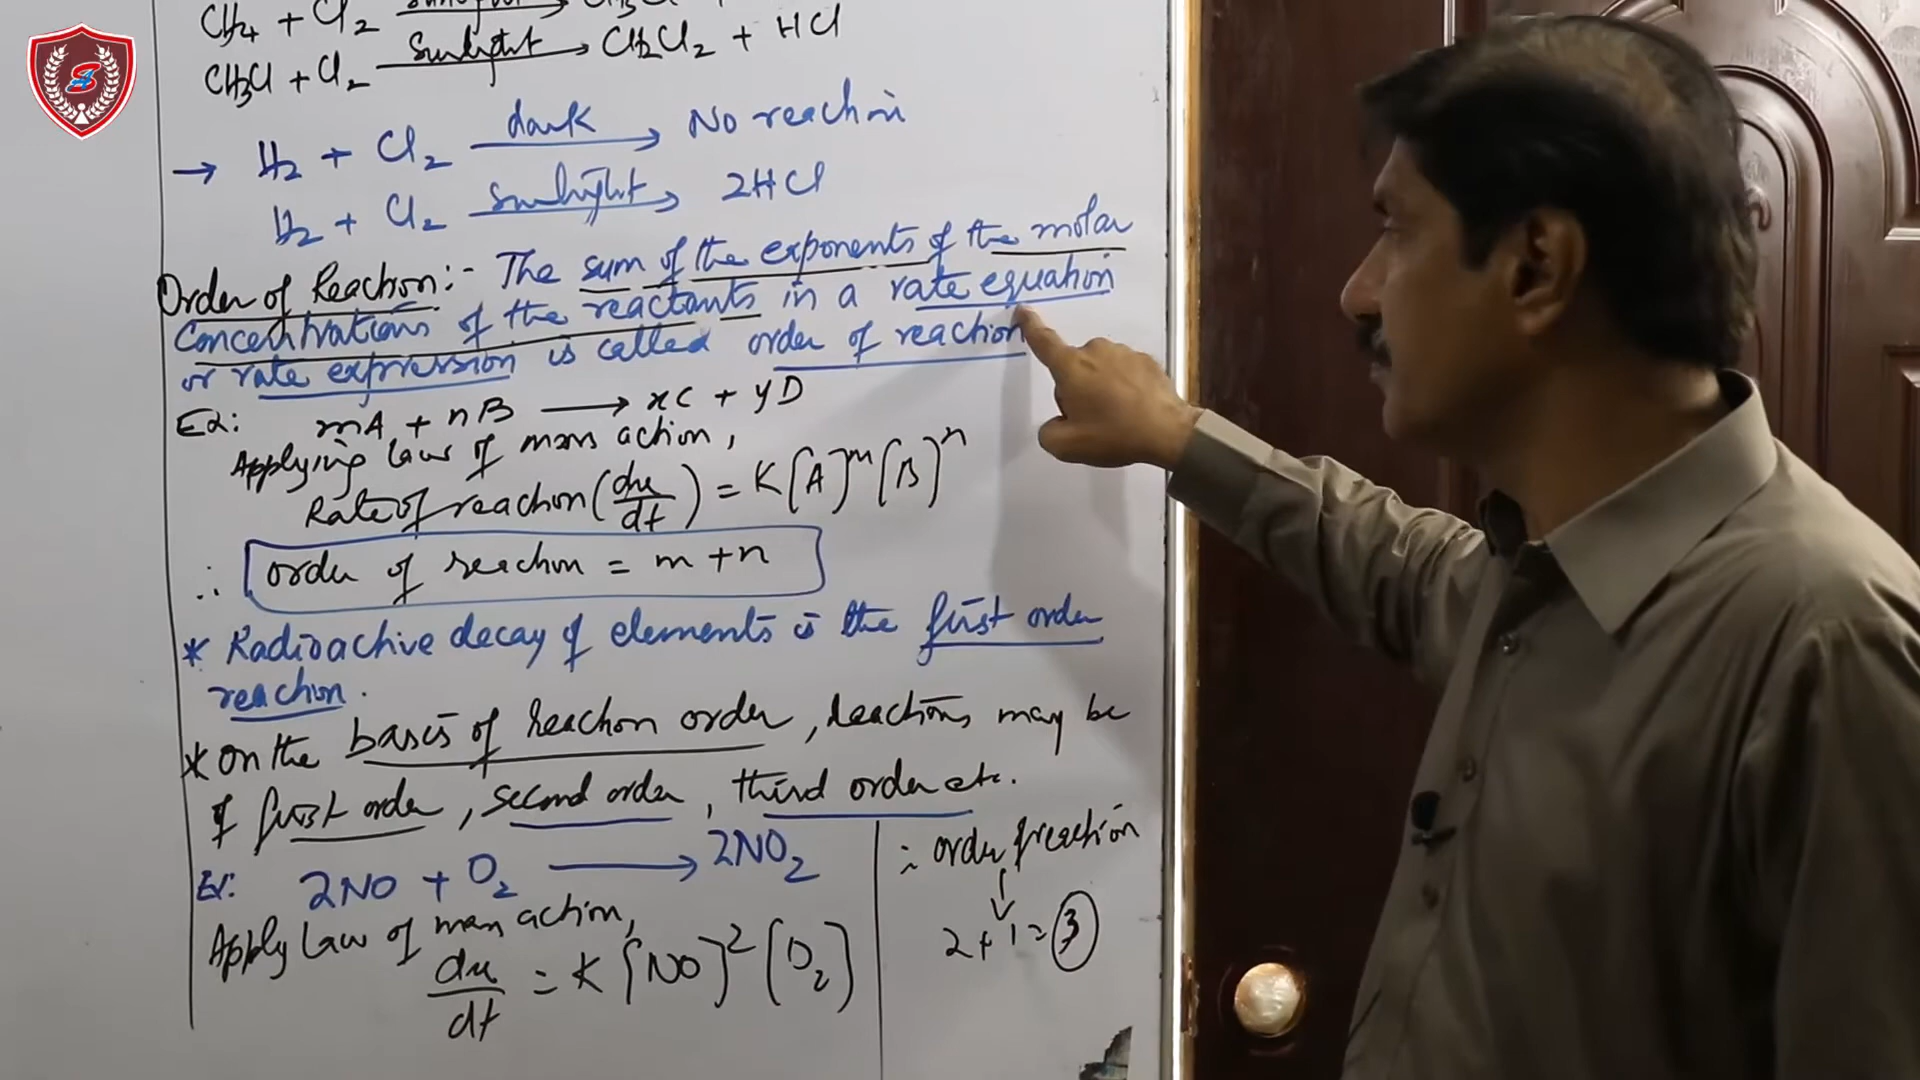 CH4 + Cl2 sunlight →
CH3Cl + Cl2 Sunlight → CH2Cl2 + HCl
→ H2 + Cl2 dark → No reaction
H2 + Cl2 sunlight → 2HCl
Order of Reaction:- The sum of the exponents of the molar
Concentrations of the reactants in a rate equation
or rate expression is called order of reaction
Ex: mA + nB → xC + yD
Applying law of mass action,
Rate of reaction (dx/dt) = K[A]^m [B]^n
∴ order of reaction = m + n
* Radioactive decay of elements is the first order
reaction.
* On the basis of reaction order, reactions may be
of first order, second order, third order etc.
Ex: 2NO + O2 → 2NO2
Apply law of mass action,
dx/dt = K[NO]^2 [O2]
∴ order of reaction
↓
2+1=3